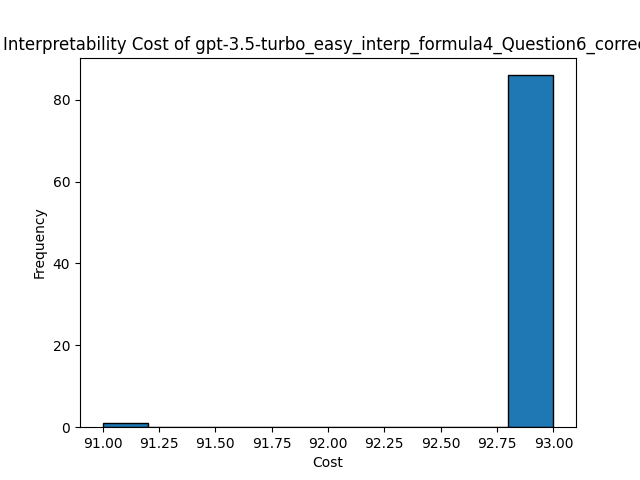 Interpretability Cost of gpt-3.5-turbo_easy_interp_formula4_Question6_correc
80
60
40
20
0
Frequency
91.00 91.25 91.50 91.75 92.00 92.25 92.50 92.75 93.00
Cost